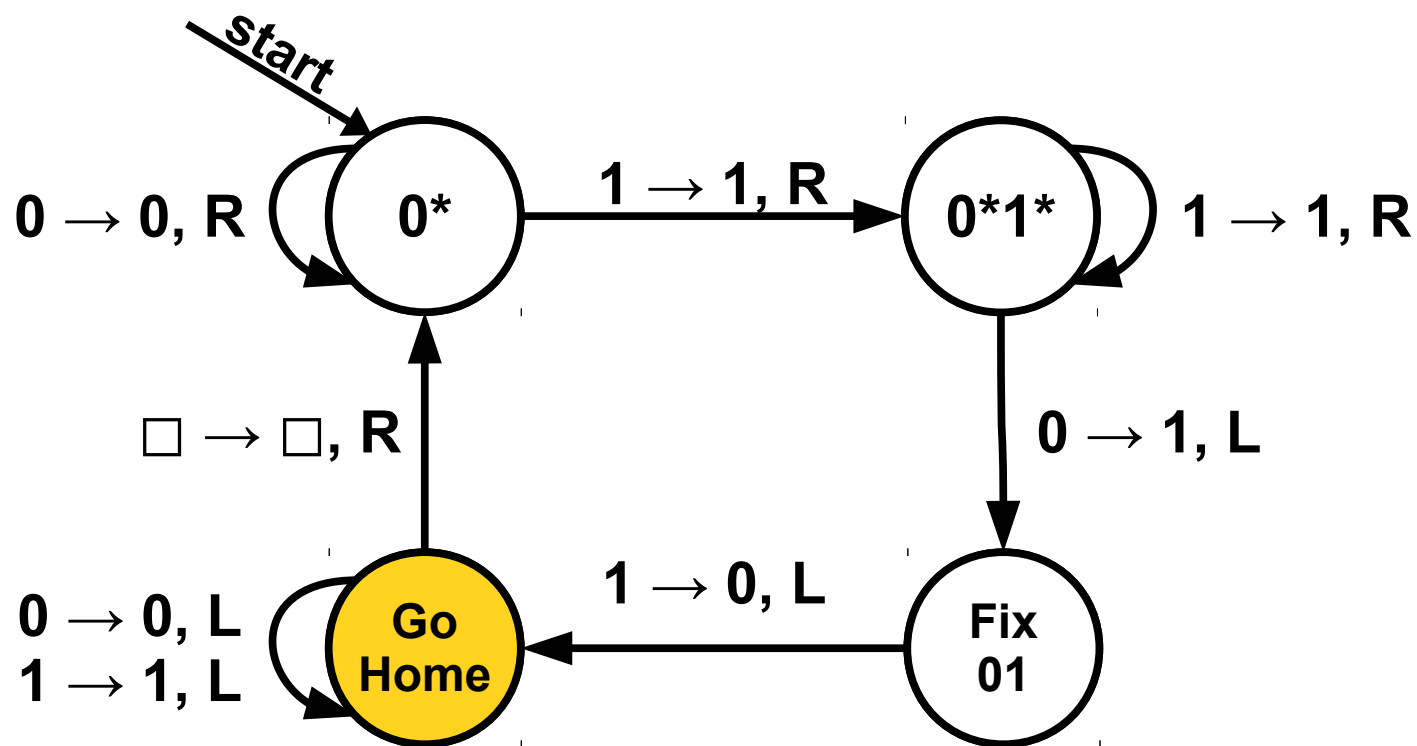 start
0 → 0, R
0*
1 → 1, R
0*1*
1 → 1, R
□ → □, R
0 → 1, L
0 → 0, L
1 → 1, L
Go
Home
1 → 0, L
Fix
01